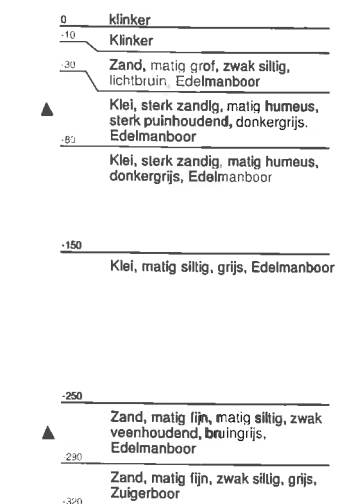 0 klinker
-10 Klinker
-30 Zand, matig grof, zwak siltig,
lichtbruin, Edelmanboor
Klei, sterk zandig, matig humeus,
sterk puinhoudend, donkergrijs.
-80 Edelmanboor
Klei, sterk zandig, matig humeus,
donkergrijs, Edelmanboor
-150
Klei, matig siltig, grijs, Edelmanboor
-250
Zand, matig fijn, matig siltig, zwak
veenhoudend, bruingrijs,
Edelmanboor
-290
Zand, matig fijn, zwak siltig, grijs,
Zuigerboor
-320